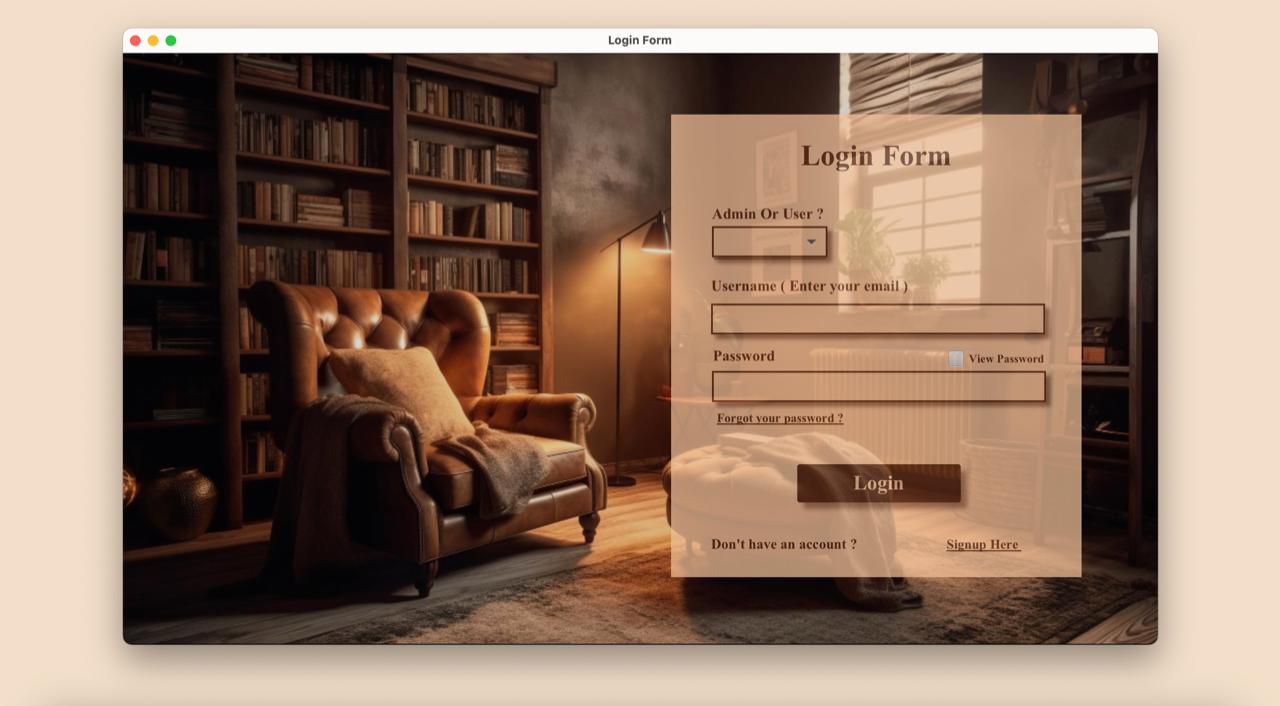 Login Form
Login Form
Admin Or User ?
Username ( Enter your email )
Password
View Password
Forgot your password ?
Login
Don't have an account ?
Signup Here